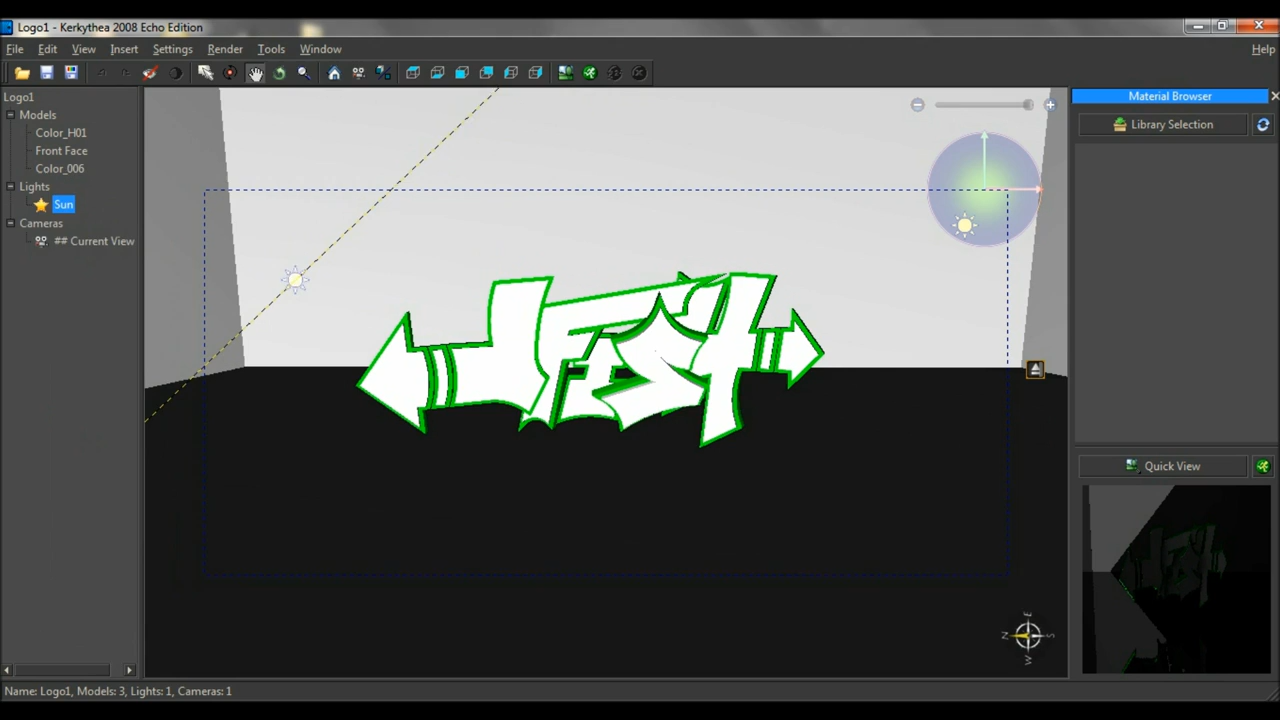 Logo1 - Kerkythea 2008 Echo Edition
File Edit View Insert Settings Render Tools Window Help
Logo1
Models
Color_H01
Front Face
Color_006
Lights
Sun
Cameras
## Current View
Material Browser
Library Selection
Quick View
N E S W
Name: Logo1, Models: 3, Lights: 1, Cameras: 1